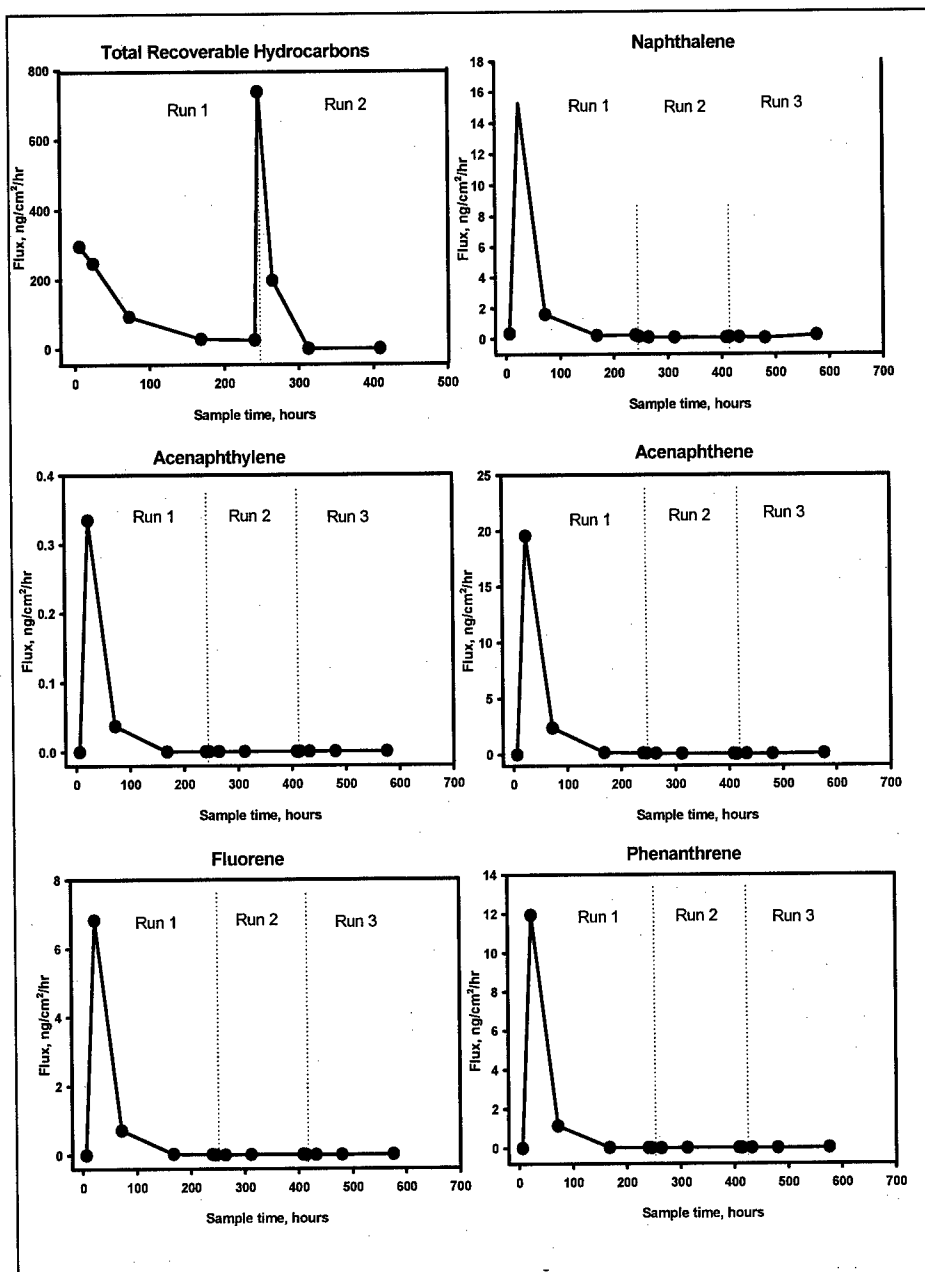 Total Recoverable Hydrocarbons
800
600
400
200
0
Flux, ng/cm²/hr
Run 1
Run 2
0 100 200 300 400 500
Sample time, hours
Naphthalene
18
16
14
12
10
8
6
4
2
0
Flux, ng/cm²/hr
Run 1
Run 2
Run 3
0 100 200 300 400 500 600 700
Sample time, hours
Acenaphthylene
0.4
0.3
0.2
0.1
0.0
Flux, ng/cm²/hr
Run 1
Run 2
Run 3
0 100 200 300 400 500 600 700
Sample time, hours
Acenaphthene
25
20
15
10
5
0
Flux, ng/cm²/hr
Run 1
Run 2
Run 3
0 100 200 300 400 500 600 700
Sample time, hours
Fluorene
8
6
4
2
0
Flux, ng/cm²/hr
Run 1
Run 2
Run 3
0 100 200 300 400 500 600 700
Sample time, hours
Phenanthrene
14
12
10
8
6
4
2
0
Flux, ng/cm²/hr
Run 1
Run 2
Run 3
0 100 200 300 400 500 600 700
Sample time, hours